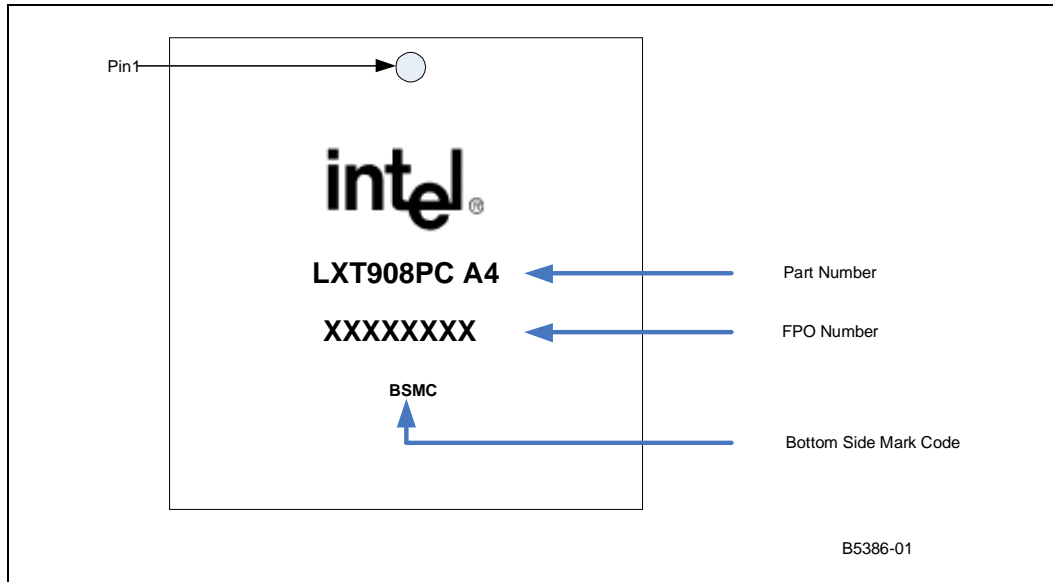 Pin1
intel®
LXT908PC A4
Part Number
XXXXXXXX
FPO Number
BSMC
Bottom Side Mark Code
B5386-01